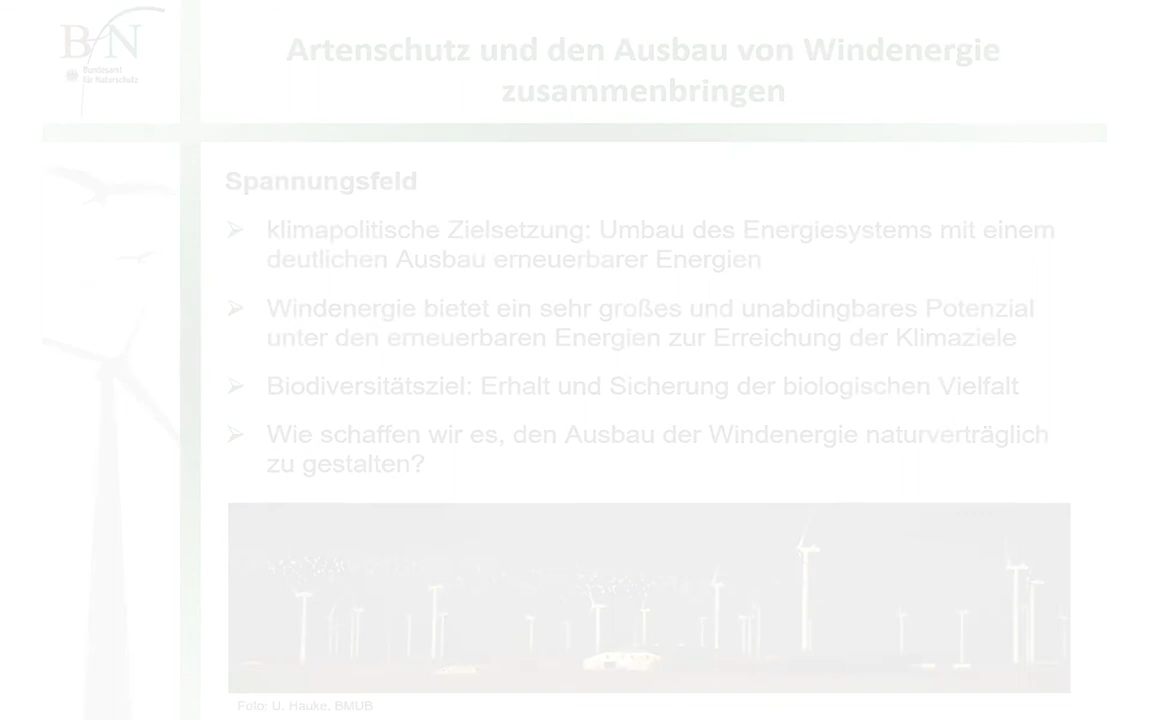 BfN
Bundesamt
für Naturschutz
Artenschutz und den Ausbau von Windenergie
zusammenbringen
Spannungsfeld
klimapolitische Zielsetzung: Umbau des Energiesystems mit einem
deutlichen Ausbau erneuerbarer Energien
Windenergie bietet ein sehr großes und unabdingbares Potenzial
unter den erneuerbaren Energien zur Erreichung der Klimaziele
Biodiversitätsziel: Erhalt und Sicherung der biologischen Vielfalt
Wie schaffen wir es, den Ausbau der Windenergie naturverträglich
zu gestalten?
Foto: U. Hauke, BMUB